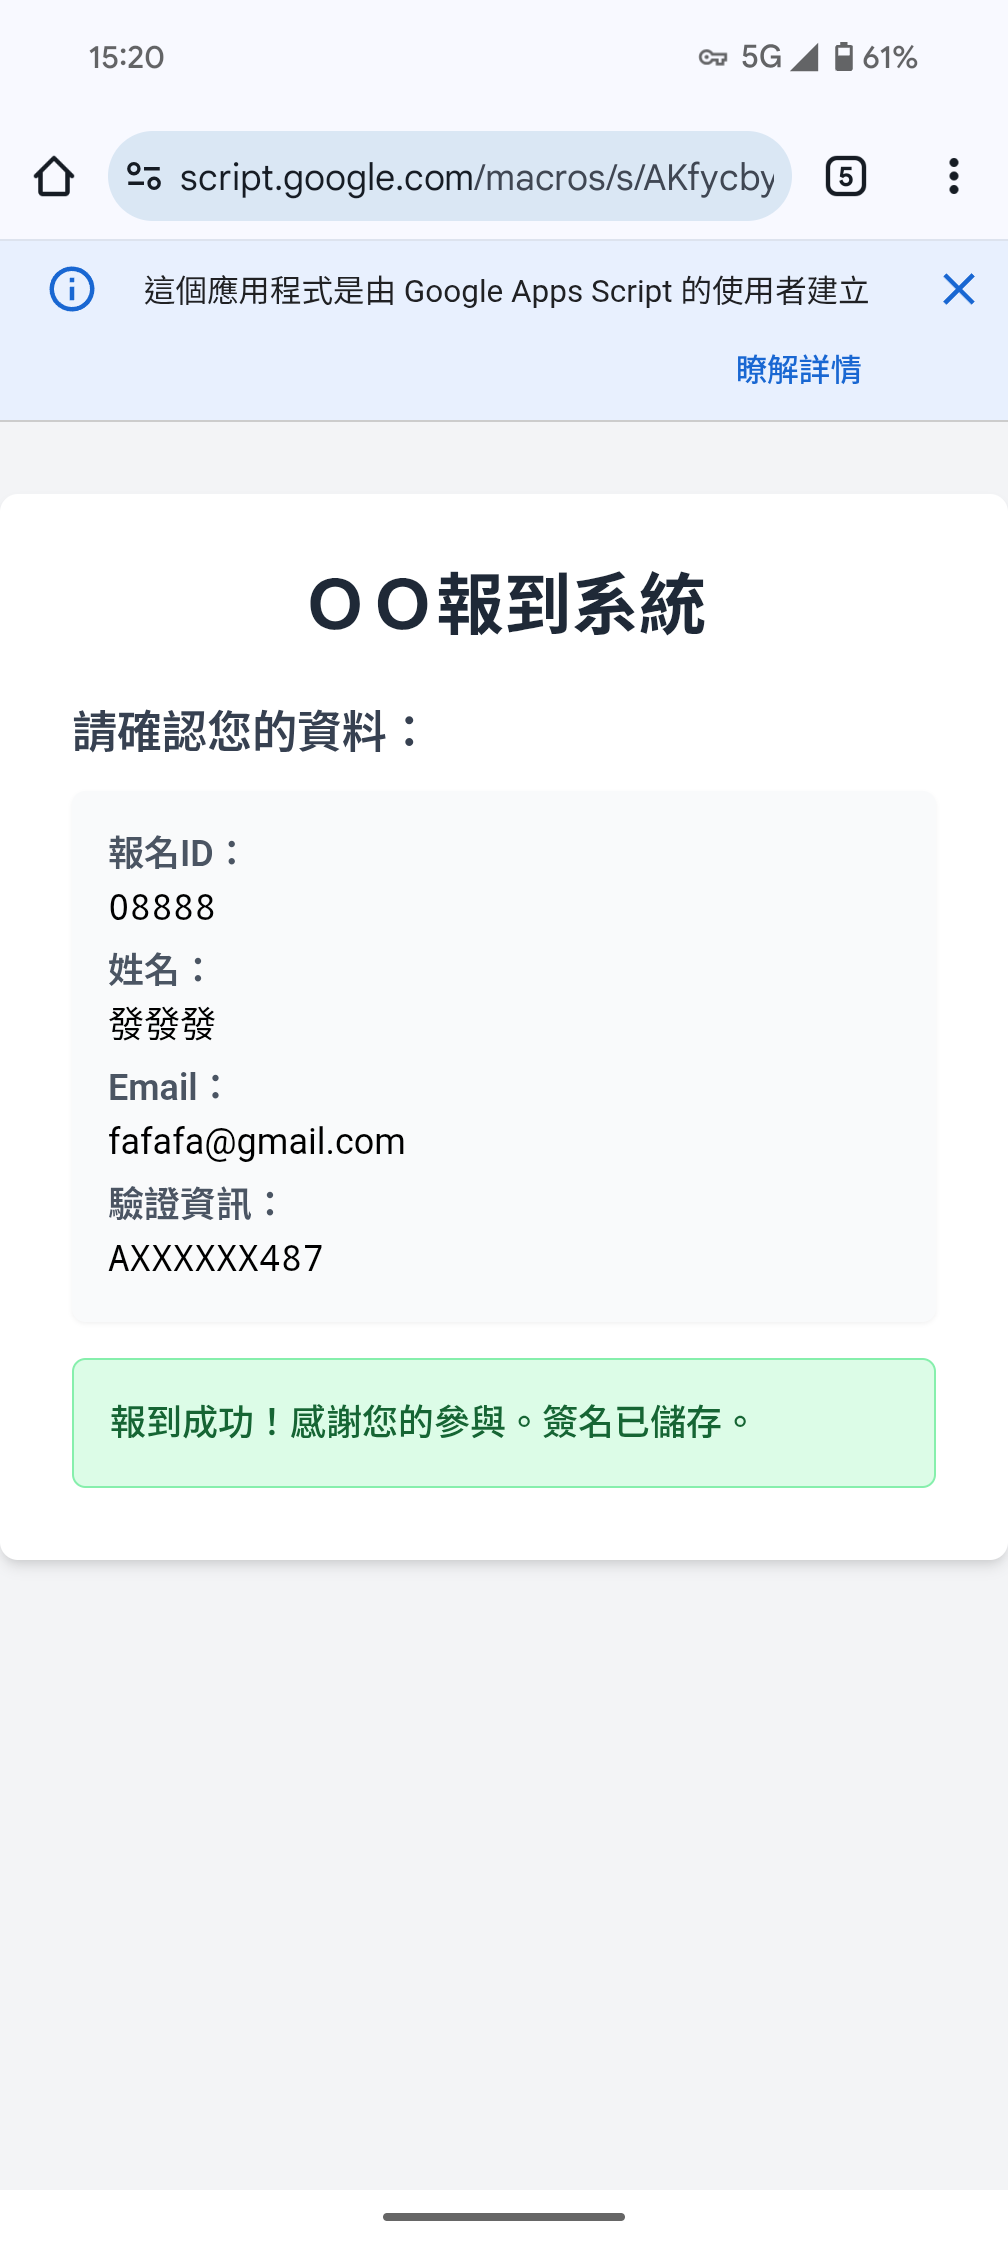 15:20
5G 61%
script.google.com/macros/s/AKfycby
5
這個應用程式是由 Google Apps Script 的使用者建立
瞭解詳情
ＯＯ報到系統
請確認您的資料：
報名ID：
08888
姓名：
發發發
Email：
fafafa@gmail.com
驗證資訊：
AXXXXXX487
報到成功！感謝您的參與。簽名已儲存。